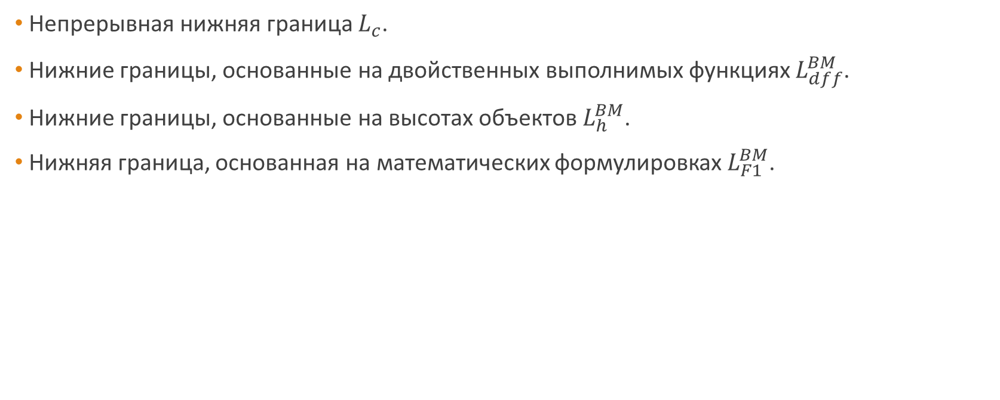 • Непрерывная нижняя граница $L_c$.
• Нижние границы, основанные на двойственных выполнимых функциях $L_{dff}^{BM}$.
• Нижние границы, основанные на высотах объектов $L_h^{BM}$.
• Нижняя граница, основанная на математических формулировках $L_{F1}^{BM}$.